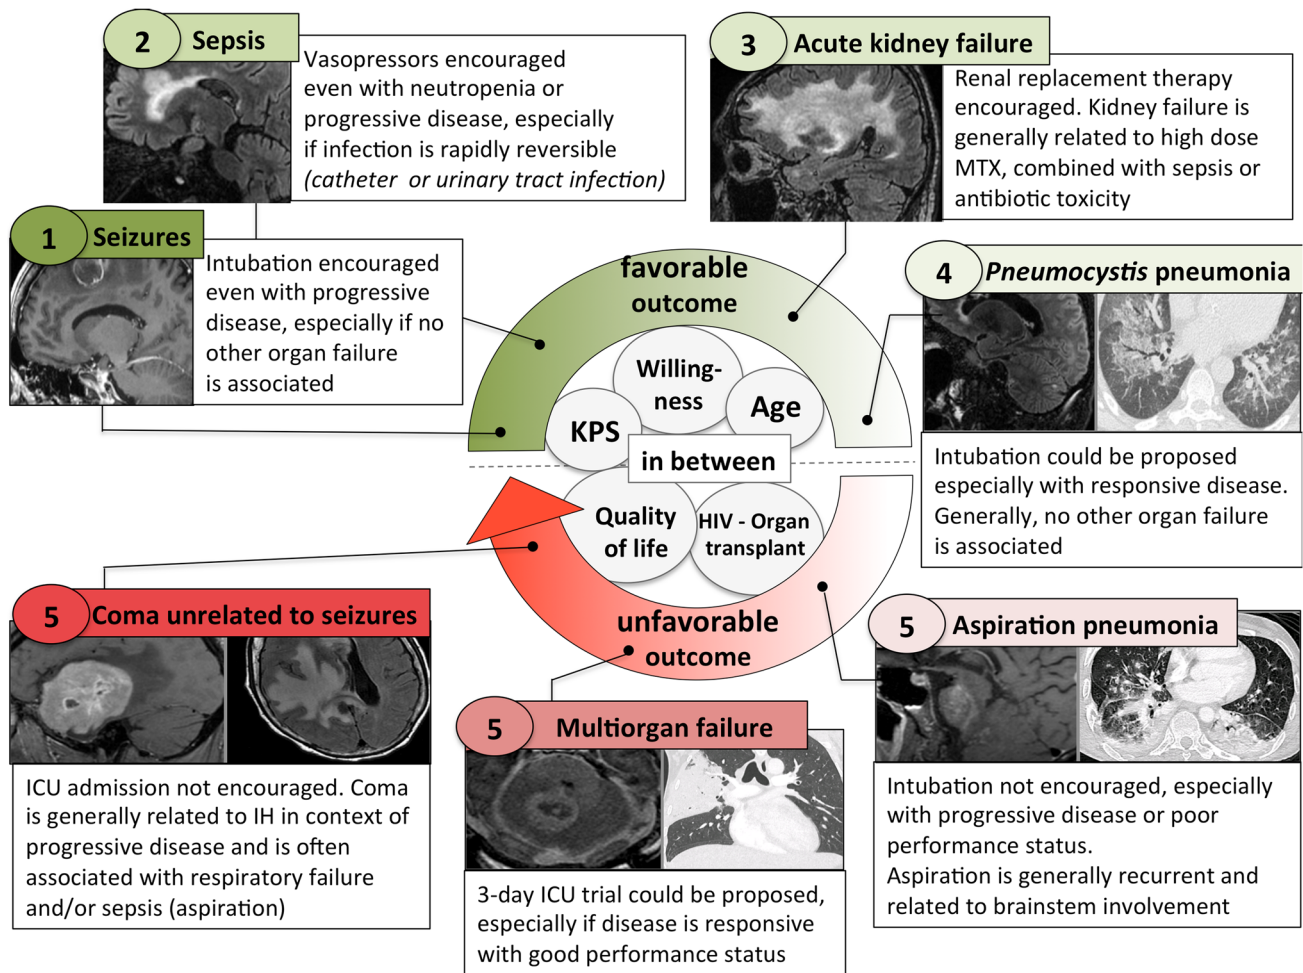 2 Sepsis
Vasopressors encouraged
even with neutropenia or
progressive disease, especially
if infection is rapidly reversible
(catheter or urinary tract infection)
3 Acute kidney failure
Renal replacement therapy
encouraged. Kidney failure is
generally related to high dose
MTX, combined with sepsis or
antibiotic toxicity
1 Seizures
Intubation encouraged
even with progressive
disease, especially if no
other organ failure
is associated
favorable
outcome
4 Pneumocystis pneumonia
Intubation could be proposed
especially with responsive disease.
Generally, no other organ failure
is associated
Willing-
ness
KPS
Age
in between
Quality
of life
HIV - Organ
transplant
unfavorable
outcome
5 Coma unrelated to seizures
ICU admission not encouraged. Coma
is generally related to IH in context of
progressive disease and is often
associated with respiratory failure
and/or sepsis (aspiration)
5 Multiorgan failure
3-day ICU trial could be proposed,
especially if disease is responsive
with good performance status
5 Aspiration pneumonia
Intubation not encouraged, especially
with progressive disease or poor
performance status.
Aspiration is generally recurrent and
related to brainstem involvement